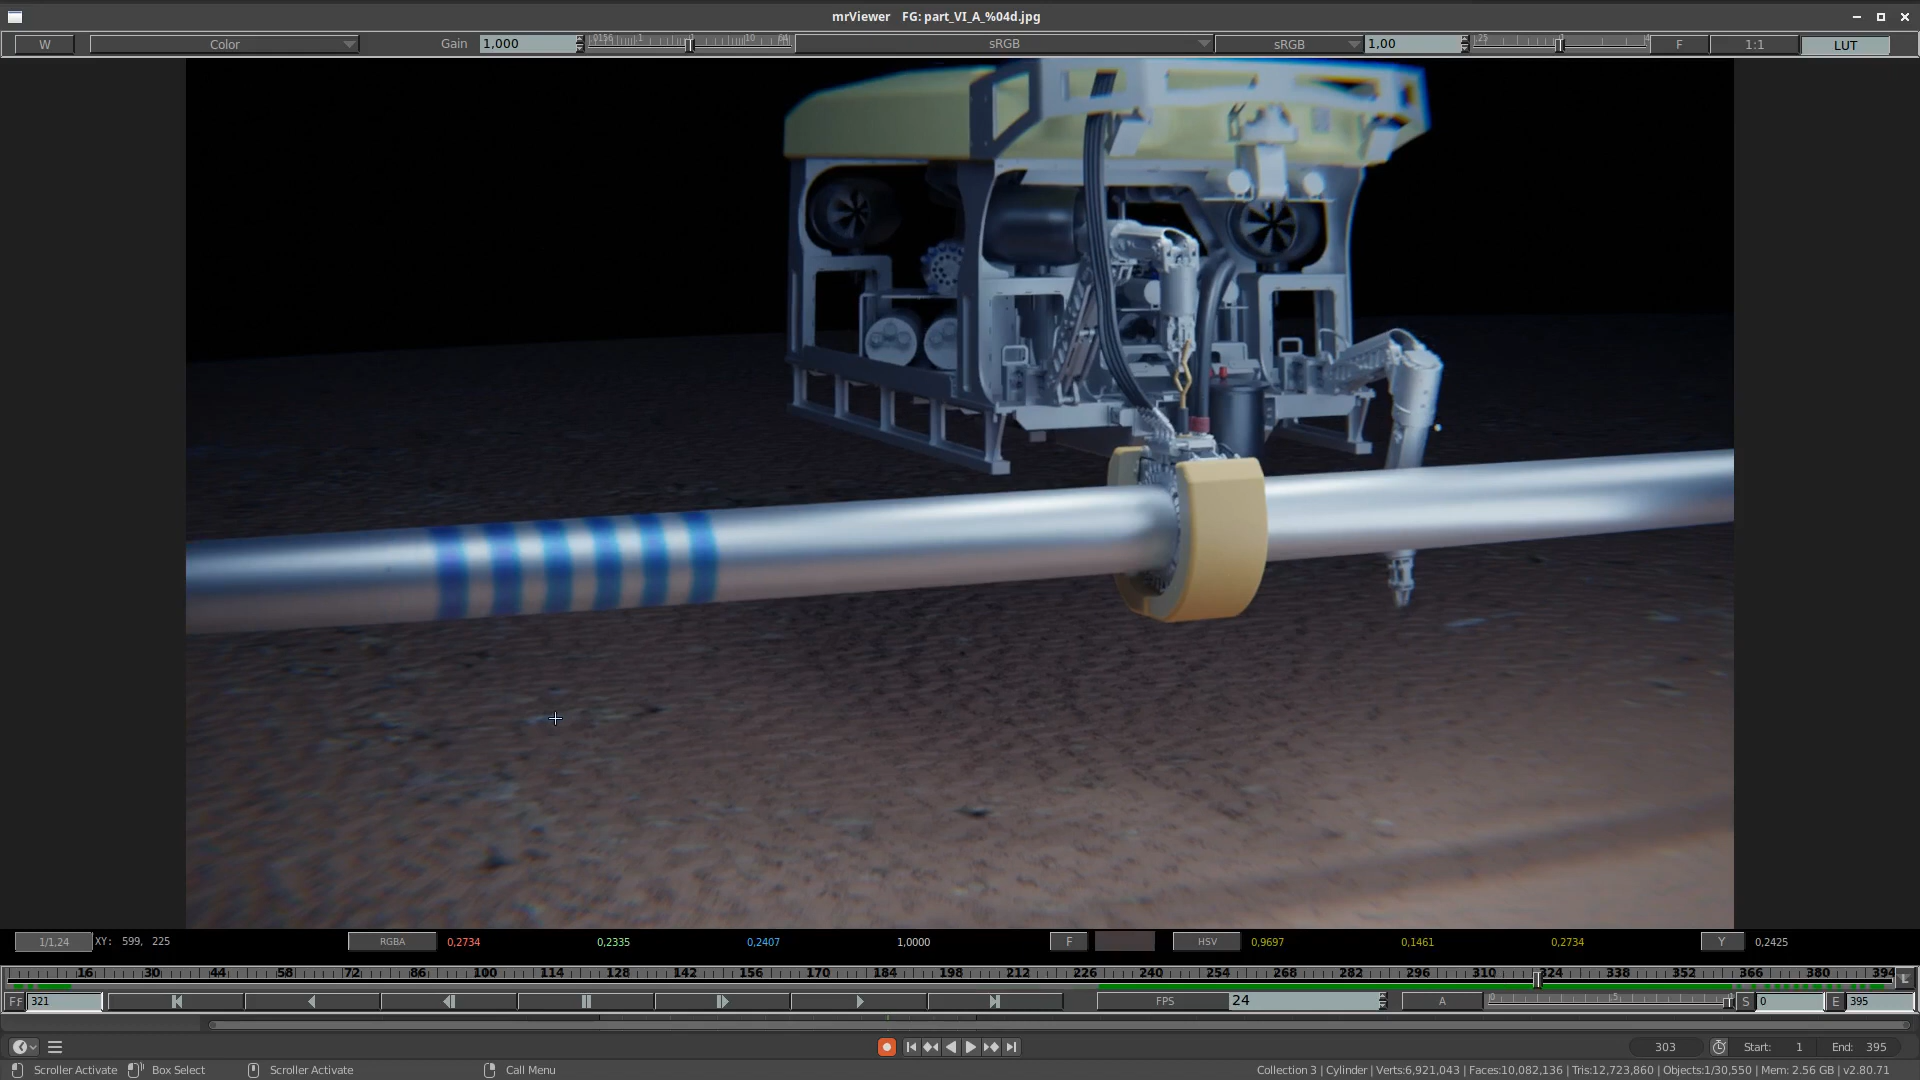 mrViewer FG: part_VI_A_%04d.jpg
W Color Gain 1,000 sRGB sRGB 1,00 F 1:1 LUT
1/1,24 XY: 599, 225 RGBA 0,2734 0,2335 0,2407 1,0000 F HSV 0,9697 0,1461 0,2734 Y 0,2425
16 30 44 58 72 86 100 114 128 142 156 170 184 198 212 226 240 254 268 282 296 310 324 338 352 366 380 394 L
Ff 321 FPS 24 A S 0 E 395
303 Start: 1 End: 395
Scroller Activate Box Select Scroller Activate Call Menu Collection 3 | Cylinder | Verts:6,921,043 | Faces:10,082,136 | Tris:12,723,860 | Objects:1/30,550 | Mem: 2.56 GB | v2.80.71